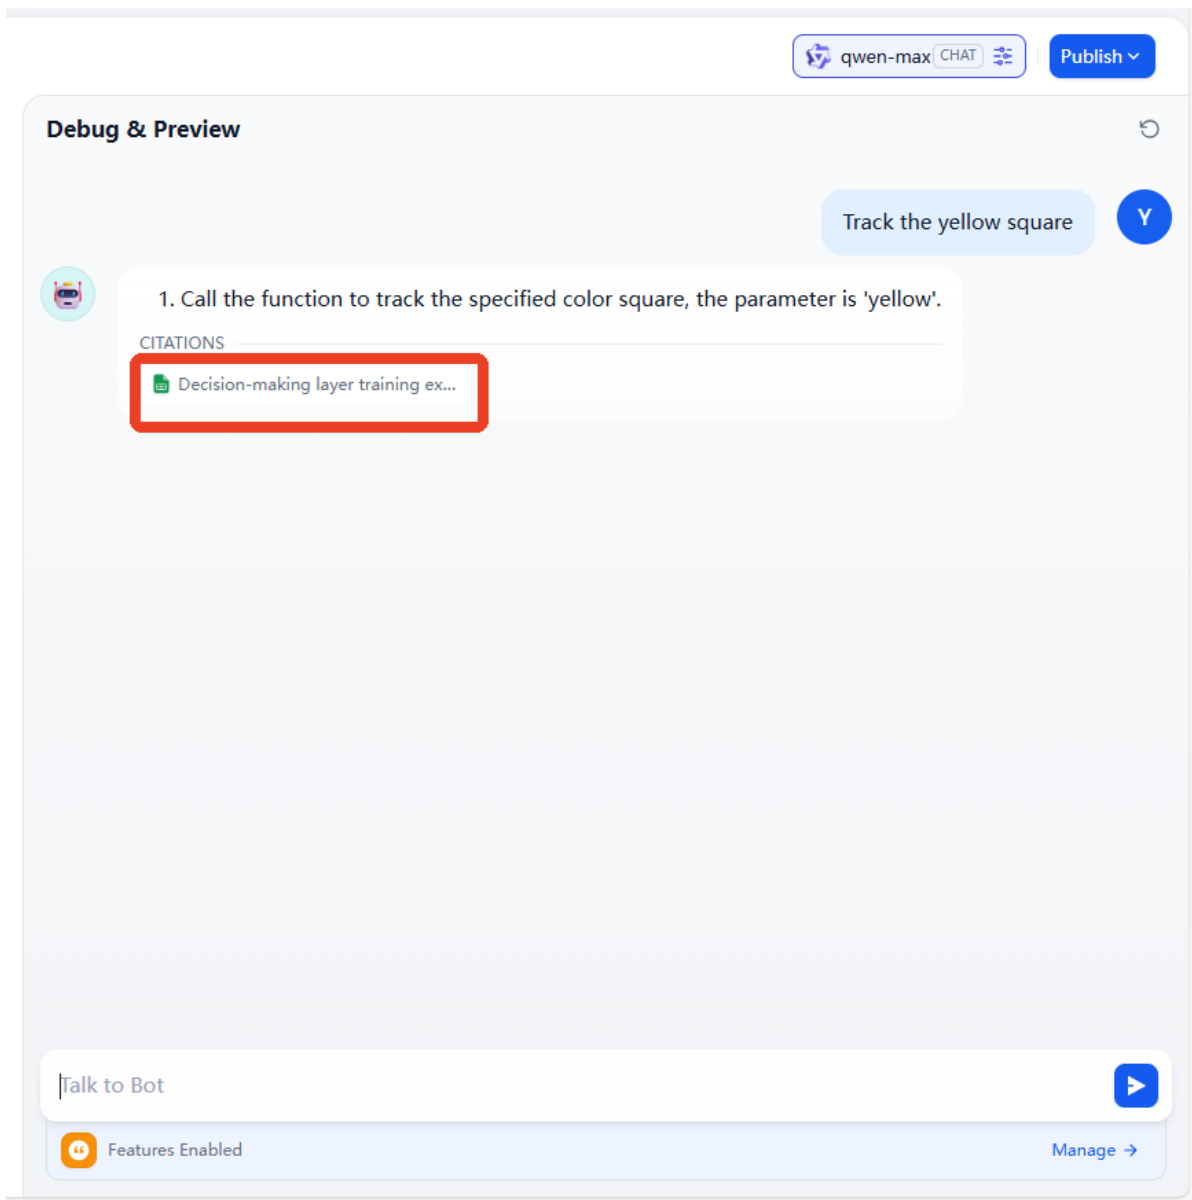 qwen-max CHAT
Publish
Debug & Preview
Track the yellow square
Y
1. Call the function to track the specified color square, the parameter is 'yellow'.
CITATIONS
Decision-making layer training ex...
Talk to Bot
Features Enabled
Manage →